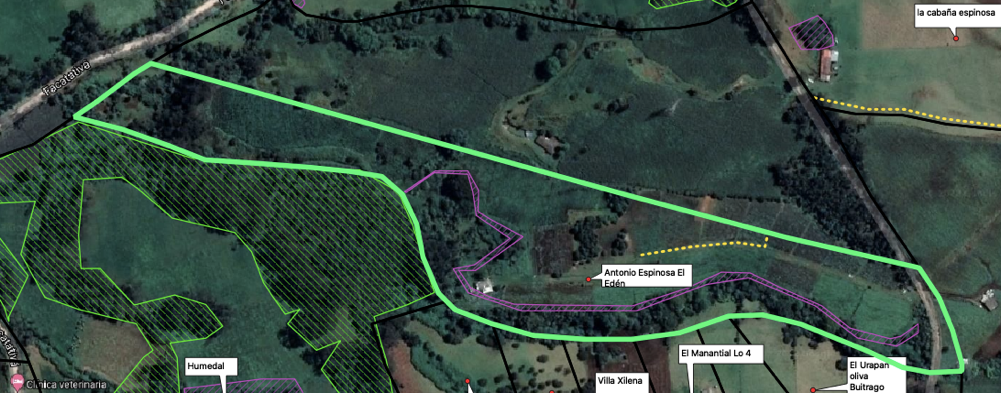 la cabaña espinosa
Facatativa
Antonio Espinosa El
Edén
El Manantial Lo 4
El Urapan
oliva
Buitrago
Humedal
Villa Xilena
Clínica veterinaria